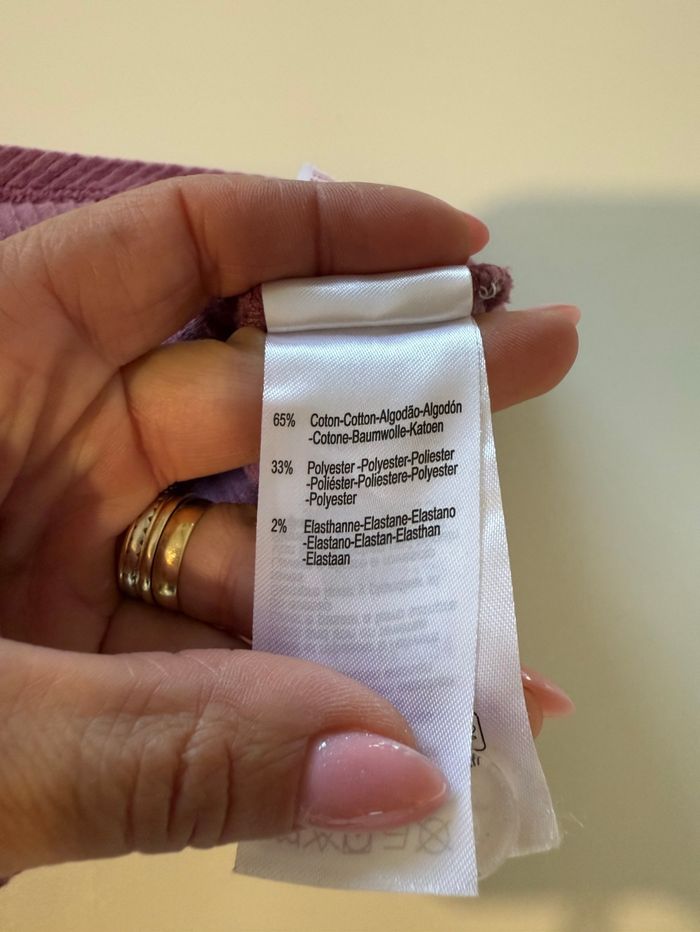 65% Coton-Cotton-Algodão-Algodón
-Cotone-Baumwolle-Katoen
33% Polyester -Polyester-Poliester
-Poliéster-Poliestere-Polyester
-Polyester
2% Elasthanne-Elastane-Elastano
-Elastano-Elastan-Elasthan
-Elastaan